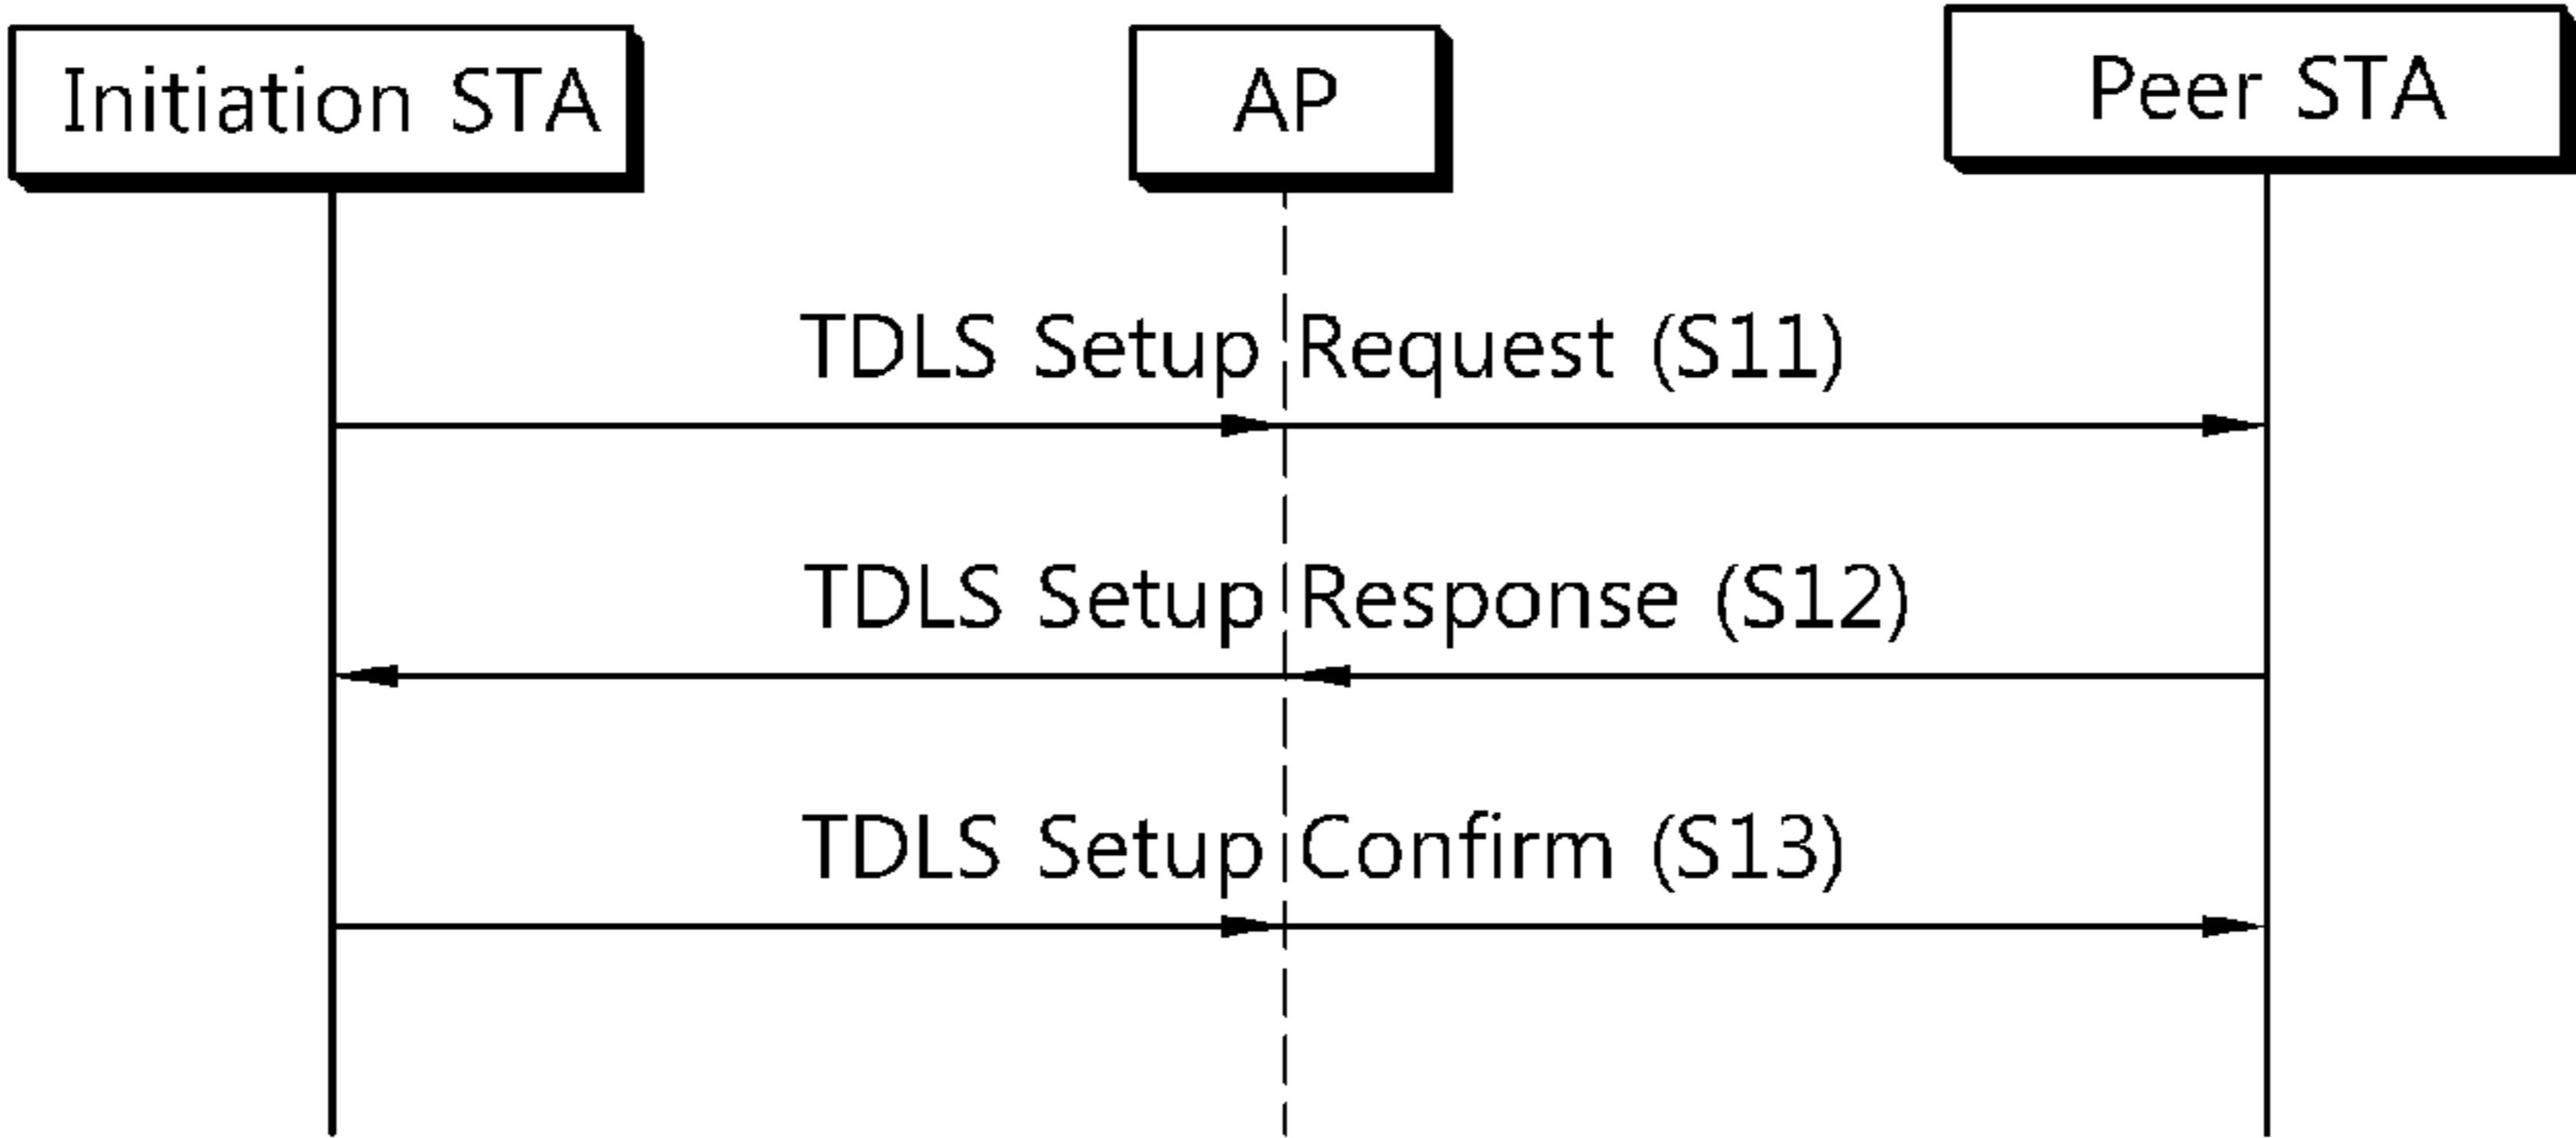 Initiation STA
AP
Peer STA
TDLS Setup Request (S11)
TDLS Setup Response (S12)
TDLS Setup Confirm (S13)